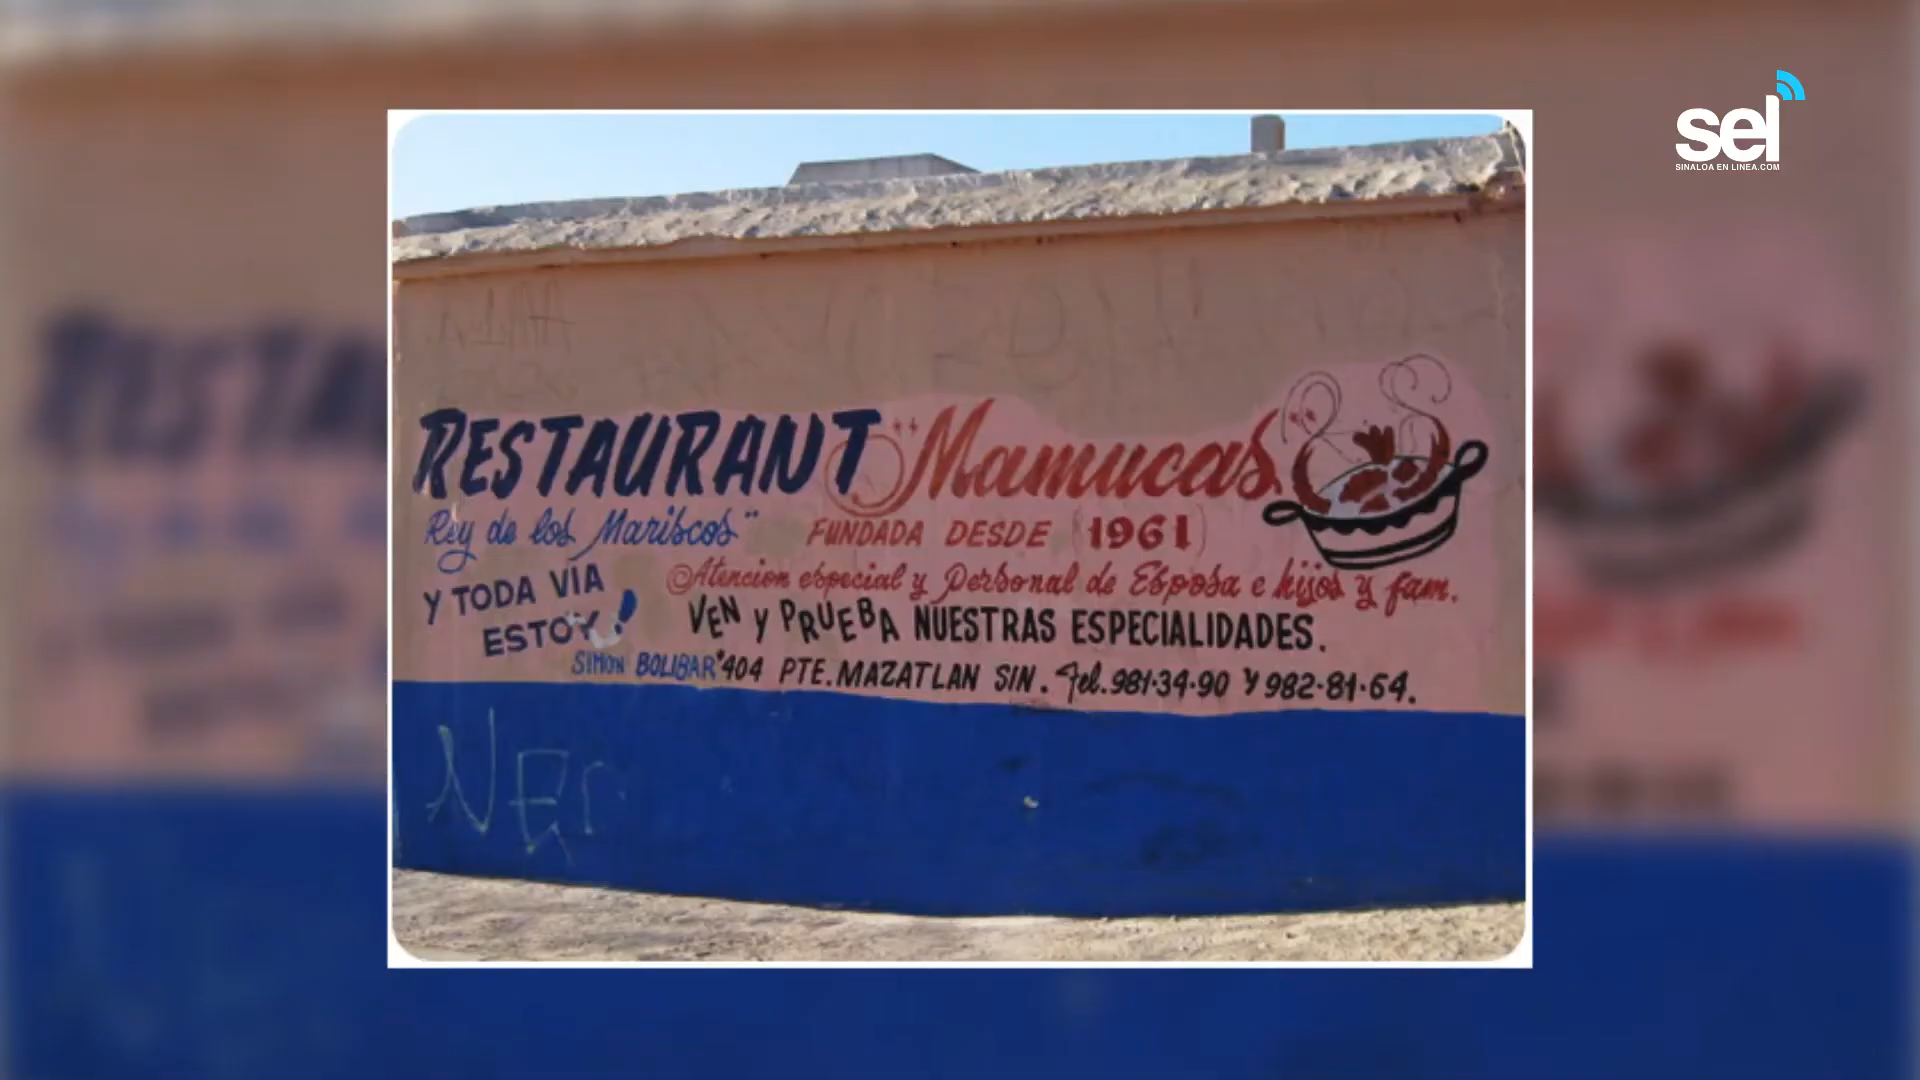 sel
SINALOA EN LINEA.COM
RESTAURANT "Mamucas"
Rey de los Mariscos"
FUNDADA DESDE 1961
Y TODA VÍA
ESTOY!
Atencion especial y Personal de Esposa e hijos y fam.
VEN Y PRUEBA NUESTRAS ESPECIALIDADES.
SIMON BOLIBAR #404 PTE. MAZATLAN SIN. Tel. 981·34·90 Y 982·81·64.